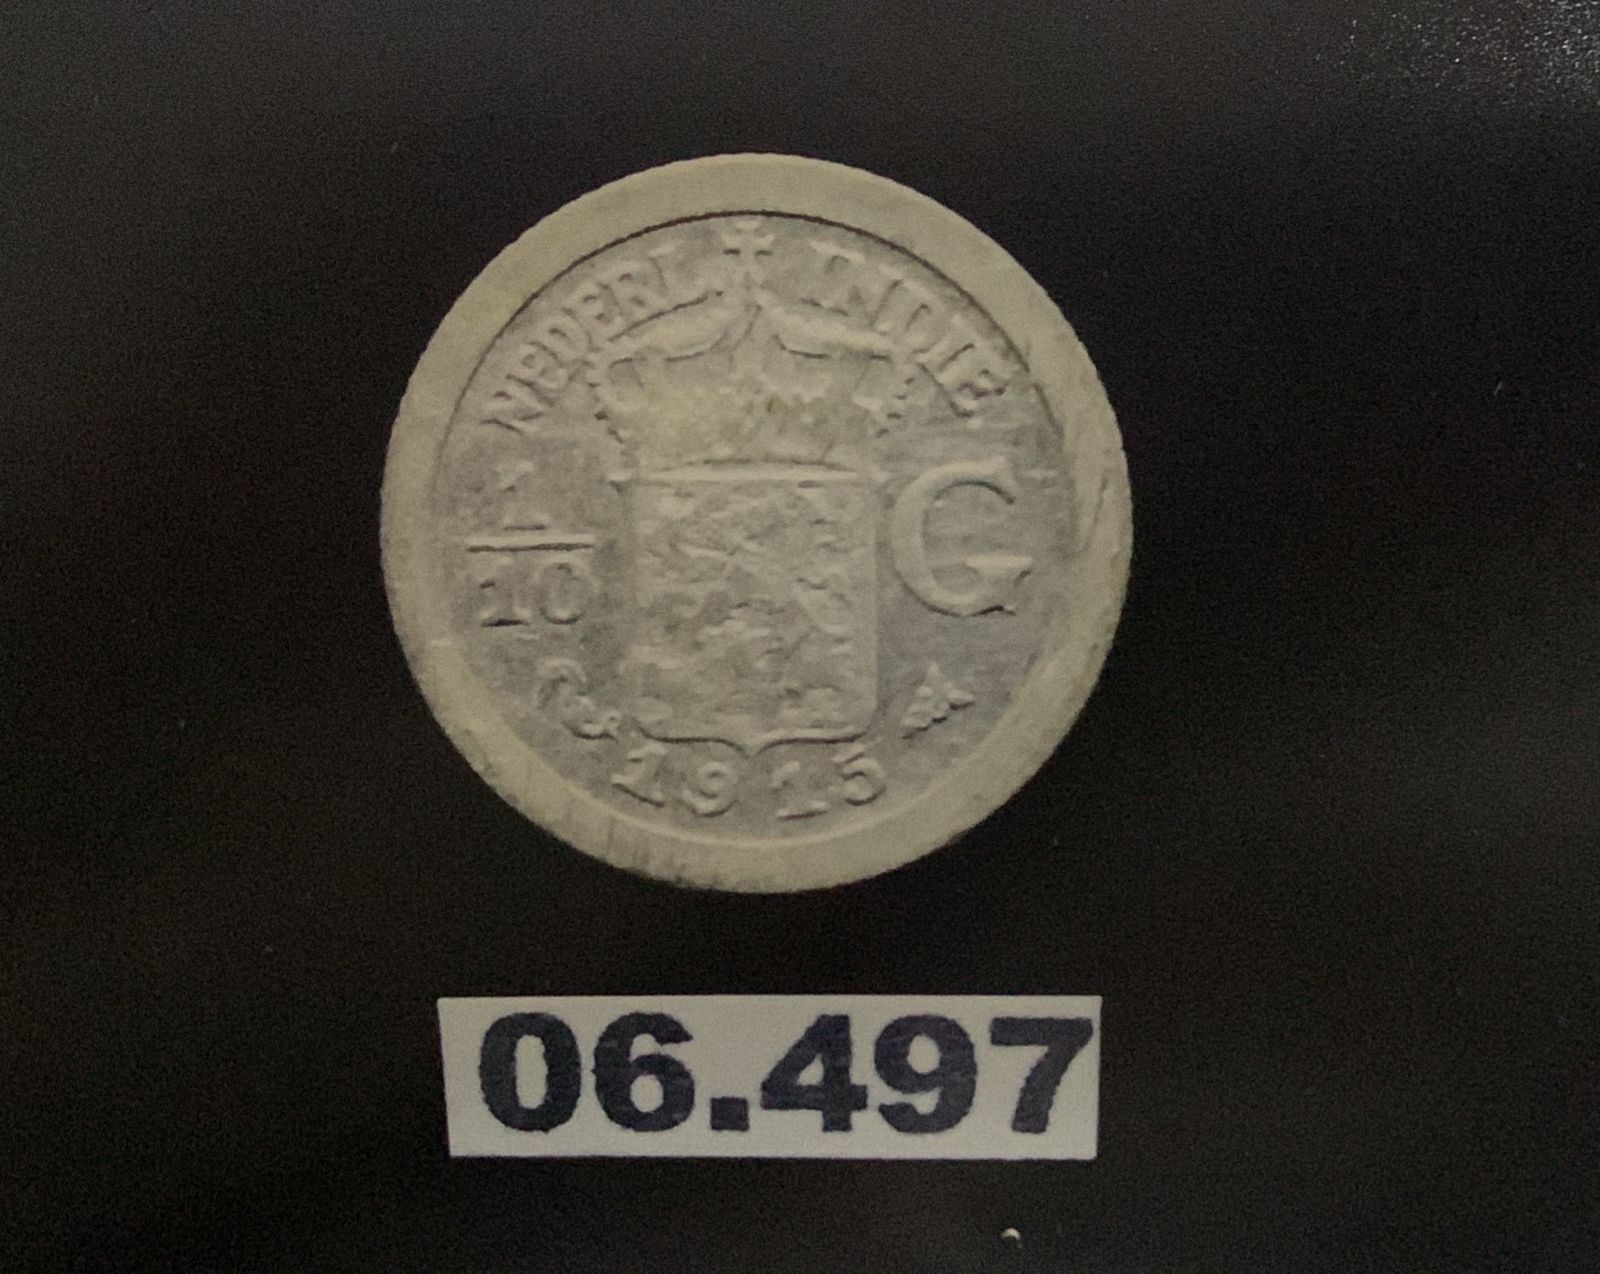 NEDERL INDIE
1/10 G
1915
06.497